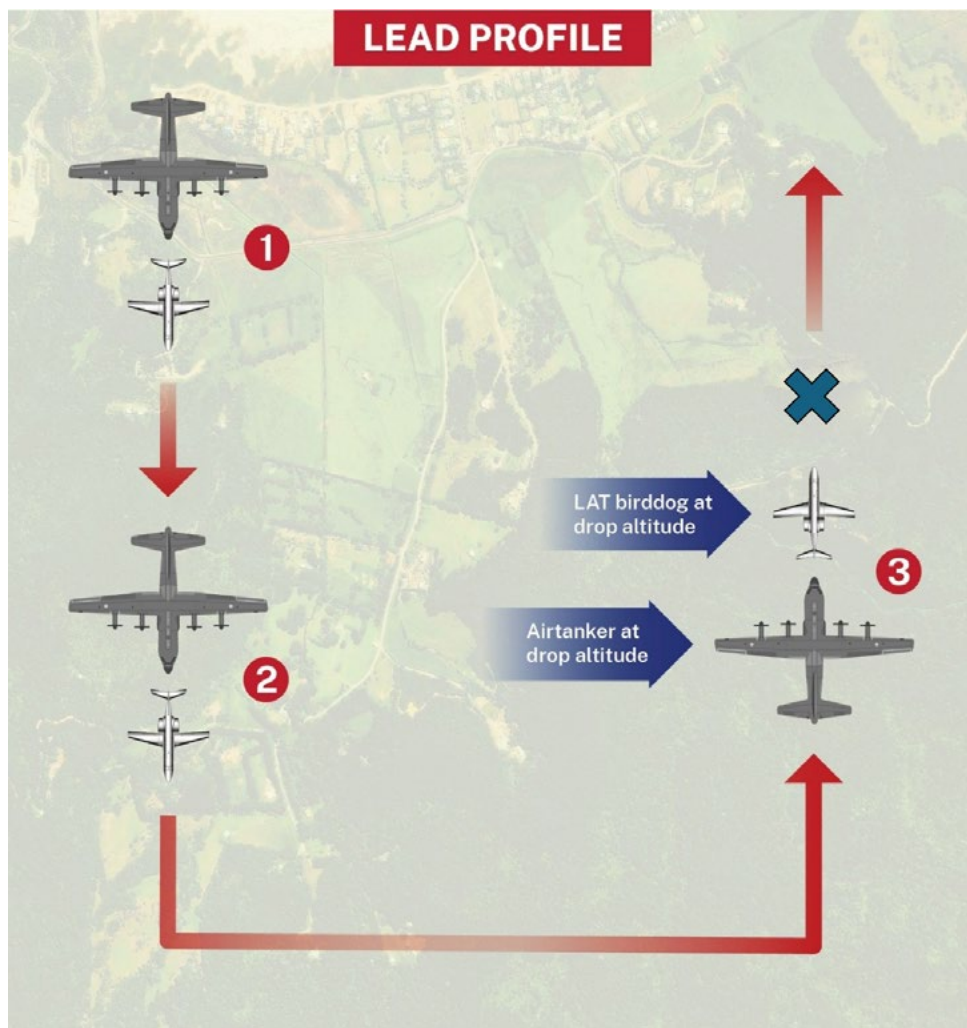 LEAD PROFILE
1
LAT birddog at
drop altitude
3
Airtanker at
drop altitude
2